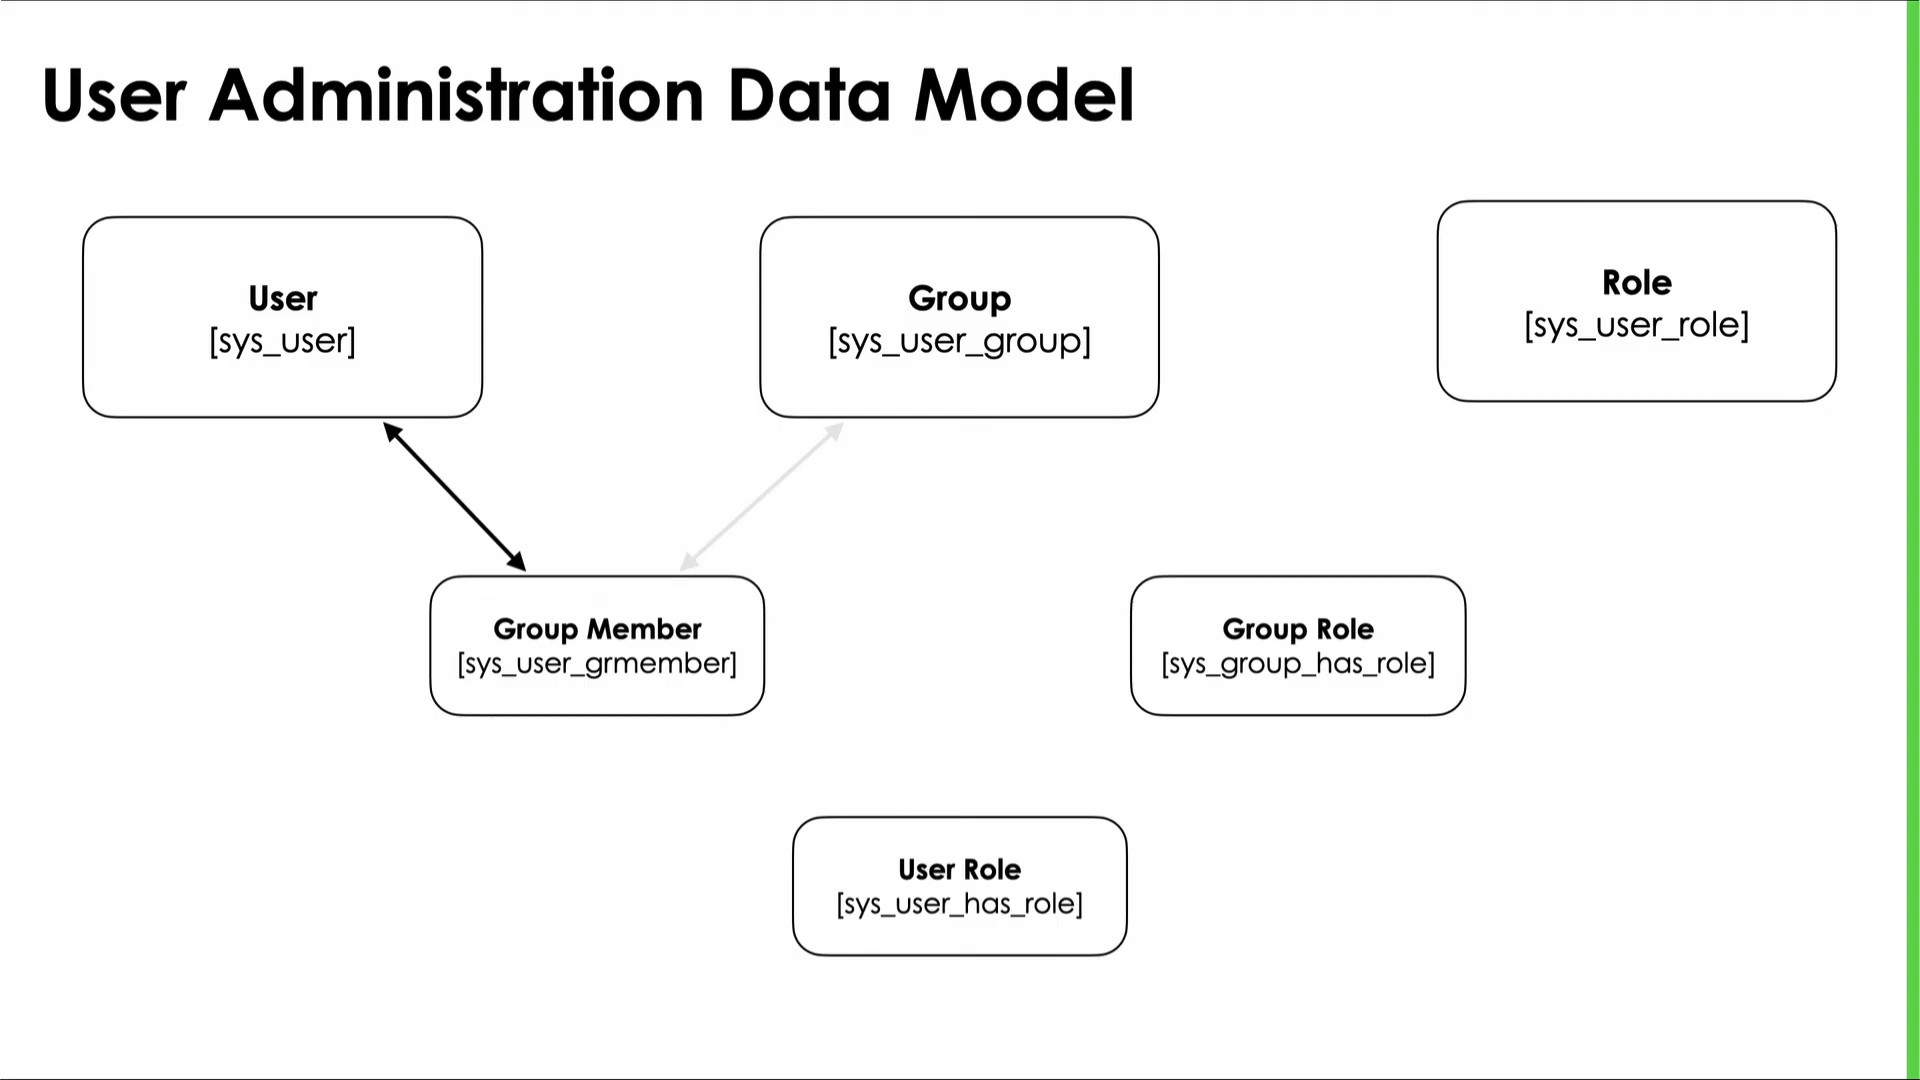 User Administration Data Model
User
[sys_user]
Group
[sys_user_group]
Role
[sys_user_role]
Group Member
[sys_user_grmember]
Group Role
[sys_group_has_role]
User Role
[sys_user_has_role]